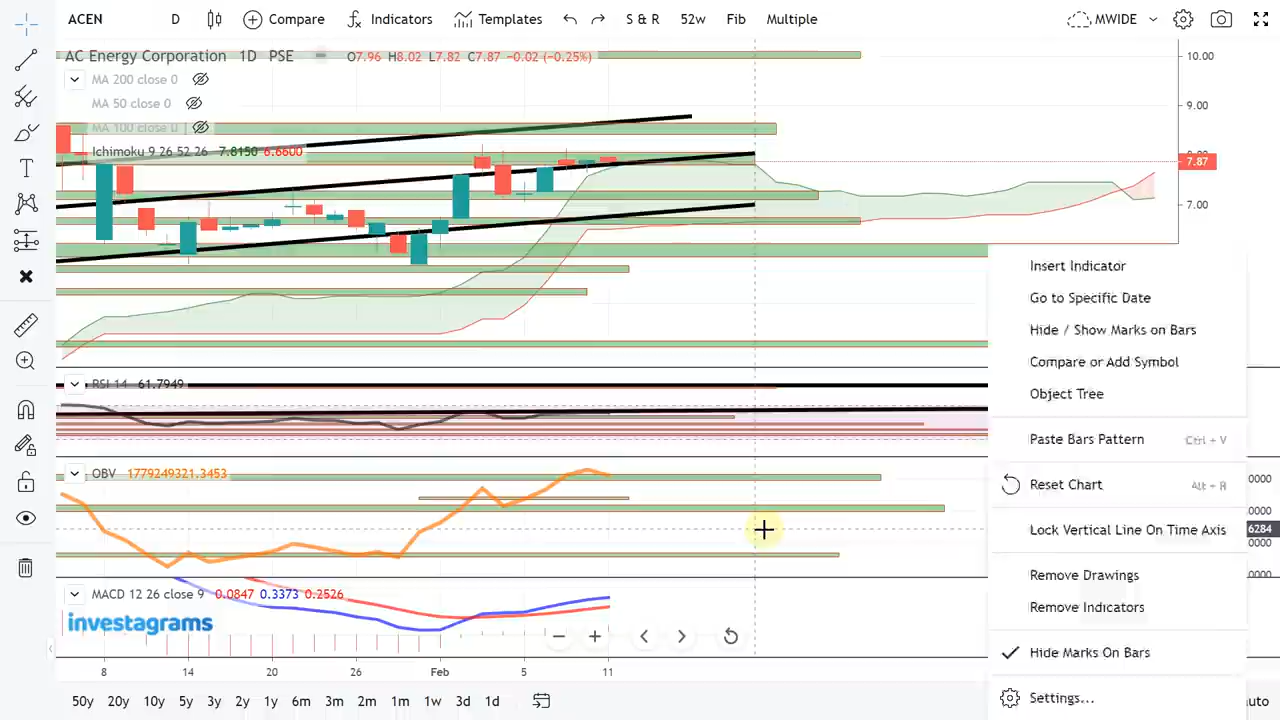 ACEN D Compare Indicators Templates S & R 52w Fib Multiple MWIDE
AC Energy Corporation 1D PSE O7.96 H8.02 L7.82 C7.87 −0.02 (−0.25%)
10.00
MA 200 close 0
MA 50 close 0
9.00
MA 100 close 0
Ichimoku 9 26 52 26 7.8150 6.6600
7.87
7.00
Insert Indicator
Go to Specific Date
Hide / Show Marks on Bars
Compare or Add Symbol
Object Tree
RSI 14 61.7949
Paste Bars Pattern Ctrl + V
OBV 1779249321.3453
Reset Chart Alt + R
Lock Vertical Line On Time Axis 6284
Remove Drawings
MACD 12 26 close 9 0.0847 0.3373 0.2526
Remove Indicators
investagrams
Hide Marks On Bars
8 14 20 26 Feb 5 11
Settings...
50y 20y 10y 5y 3y 2y 1y 6m 3m 2m 1m 1w 3d 1d auto